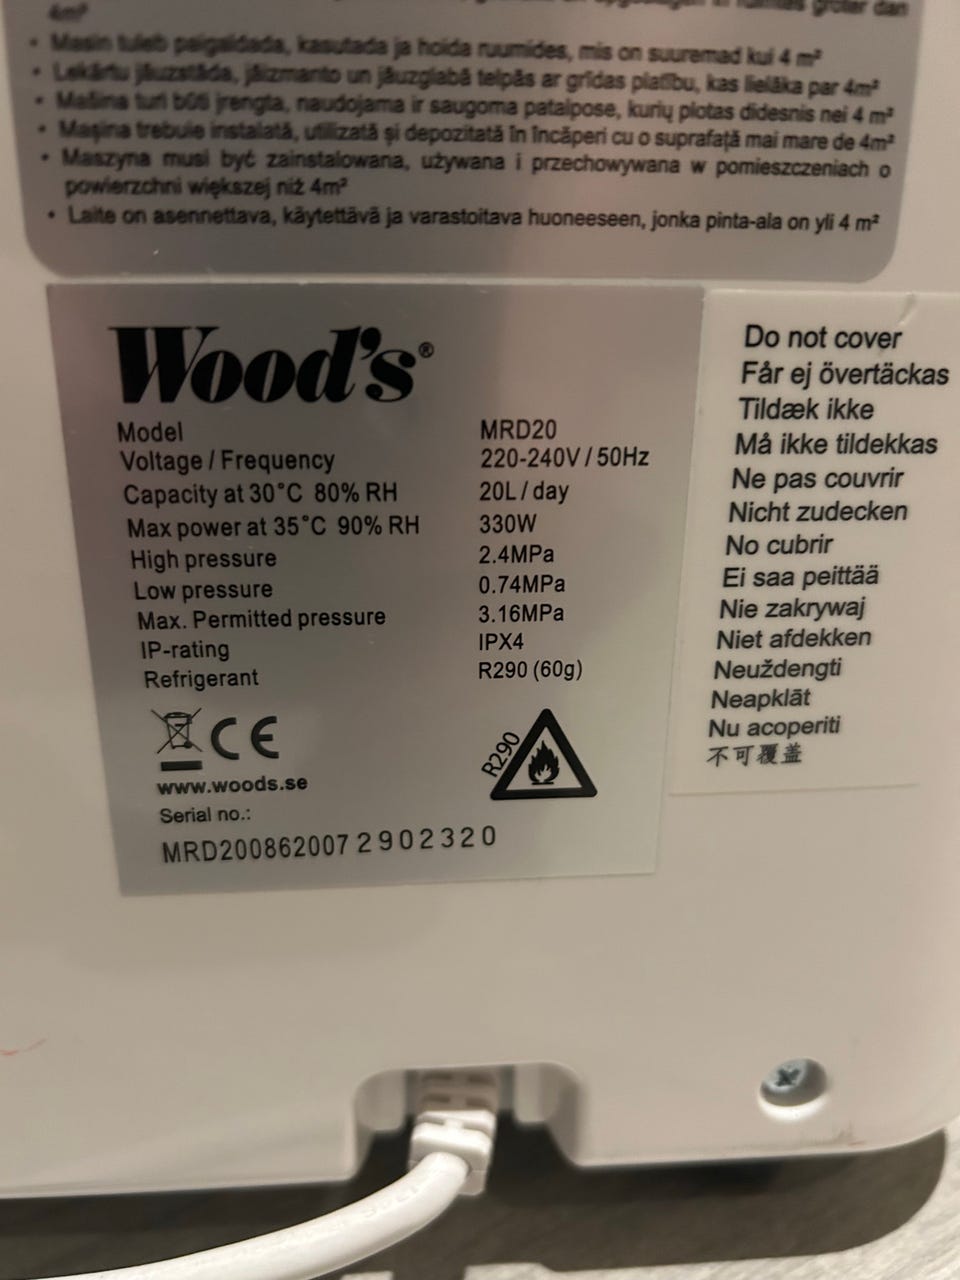 opgeslagen in ruimtes groter dan
4m²
• Masin tuleb paigaldada, kasutada ja hoida ruumides, mis on suuremad kui 4 m²
• Lekārtu jāuzstāda, jāizmanto un jāuzglabā telpās ar grīdas platību, kas lielāka par 4m²
• Mašina turi būti įrengta, naudojama ir saugoma patalpose, kurių plotas didesnis nei 4 m²
• Mașina trebuie instalată, utilizată și depozitată în încăperi cu o suprafață mai mare de 4m²
• Maszyna musi być zainstalowana, używana i przechowywana w pomieszczeniach o
powierzchni większej niż 4m²
• Laite on asennettava, käytettävä ja varastoitava huoneeseen, jonka pinta-ala on yli 4 m²
Wood's®
Model MRD20
Voltage / Frequency 220-240V / 50Hz
Capacity at 30°C 80% RH 20L / day
Max power at 35°C 90% RH 330W
High pressure 2.4MPa
Low pressure 0.74MPa
Max. Permitted pressure 3.16MPa
IP-rating IPX4
Refrigerant R290 (60g)
CE
R290
www.woods.se
Serial no.:
MRD200862007 2902320
Do not cover
Får ej övertäckas
Tildæk ikke
Må ikke tildekkas
Ne pas couvrir
Nicht zudecken
No cubrir
Ei saa peittää
Nie zakrywaj
Niet afdekken
Neuždengti
Neapklāt
Nu acoperiti
不可覆盖